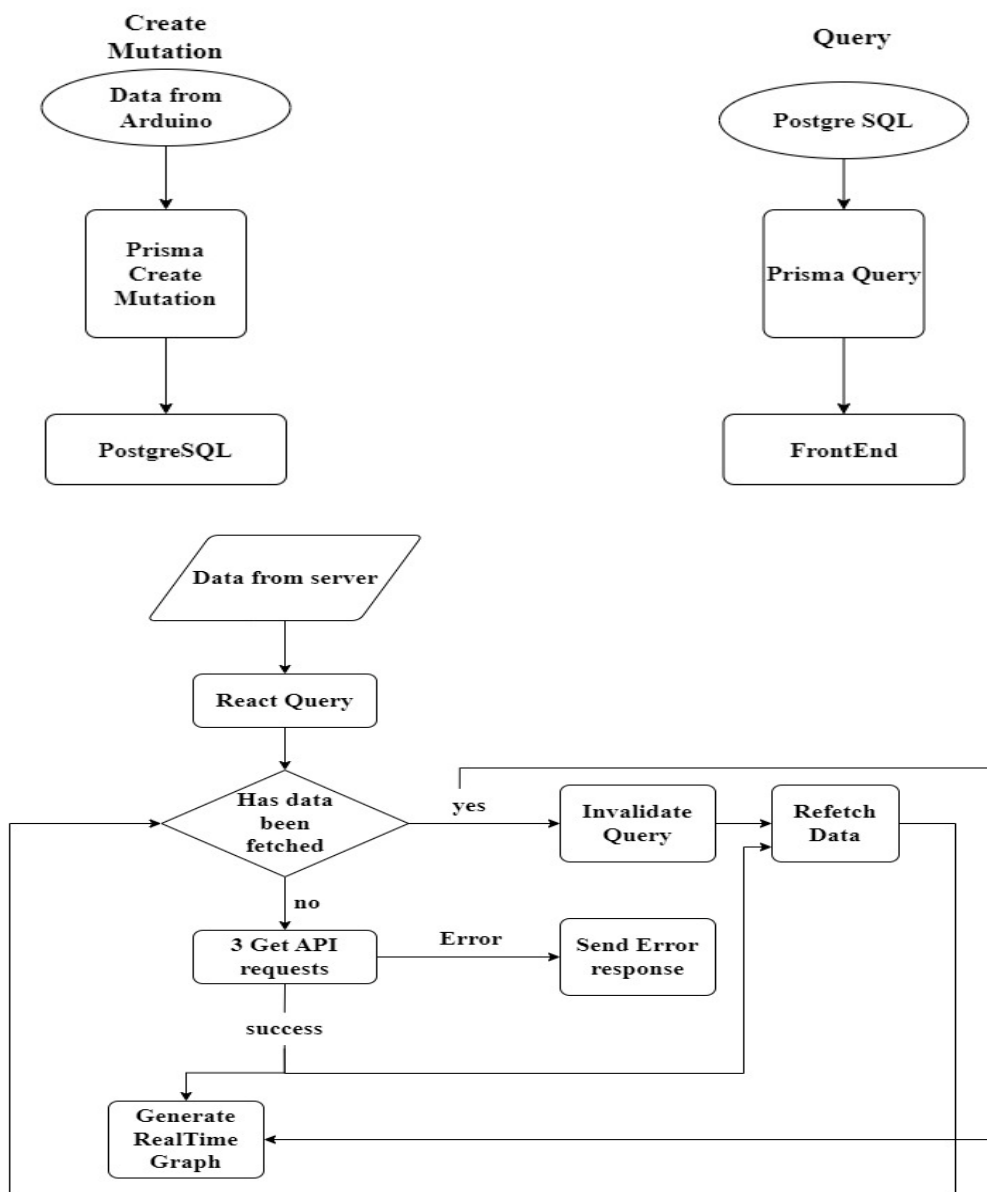 Create
Mutation
Data from
Arduino
Prisma
Create
Mutation
PostgreSQL
Query
Postgre SQL
Prisma Query
FrontEnd
Data from server
React Query
Has data
been
fetched
yes
Invalidate
Query
Refetch
Data
no
3 Get API
requests
Error
Send Error
response
success
Generate
RealTime
Graph